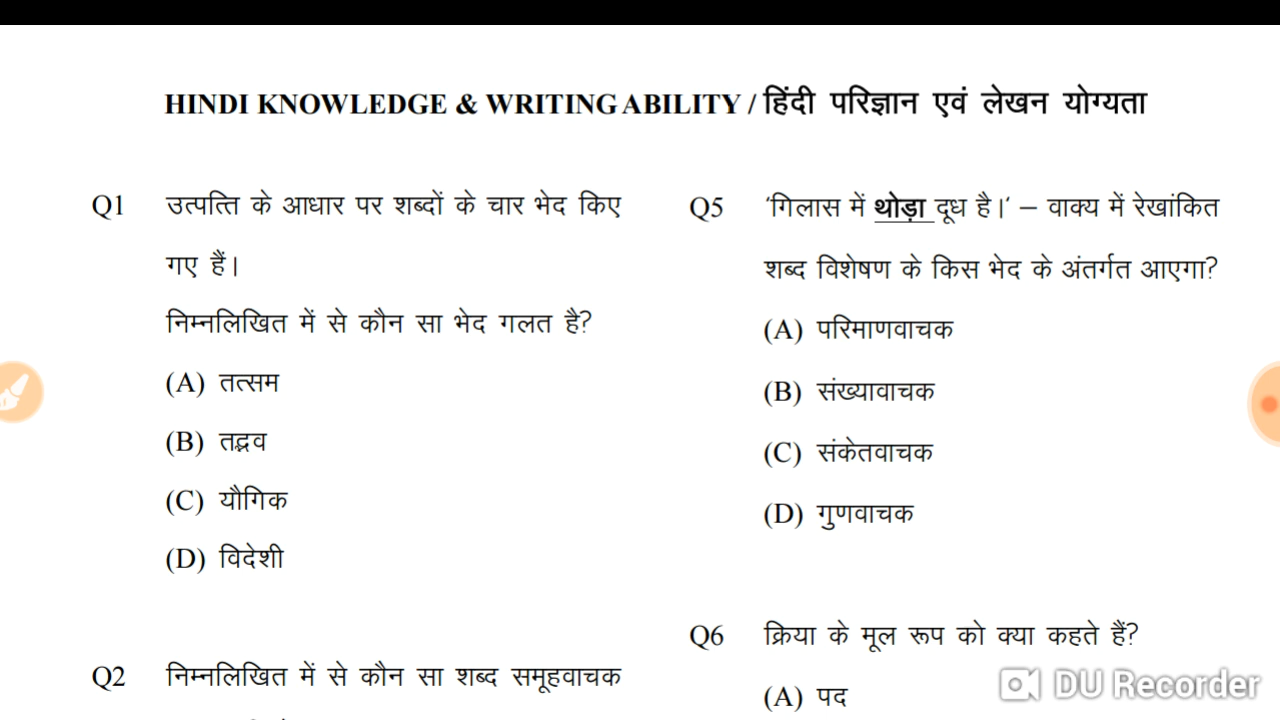 HINDI KNOWLEDGE & WRITING ABILITY / हिंदी परिज्ञान एवं लेखन योग्यता
Q1 उत्पत्ति के आधार पर शब्दों के चार भेद किए
गए हैं।
निम्नलिखित में से कौन सा भेद गलत है?
(A) तत्सम
(B) तद्भव
(C) यौगिक
(D) विदेशी
Q2 निम्नलिखित में से कौन सा शब्द समूहवाचक
Q5 'गिलास में थोड़ा दूध है।' – वाक्य में रेखांकित
शब्द विशेषण के किस भेद के अंतर्गत आएगा?
(A) परिमाणवाचक
(B) संख्यावाचक
(C) संकेतवाचक
(D) गुणवाचक
Q6 क्रिया के मूल रूप को क्या कहते हैं?
(A) पद
DU Recorder